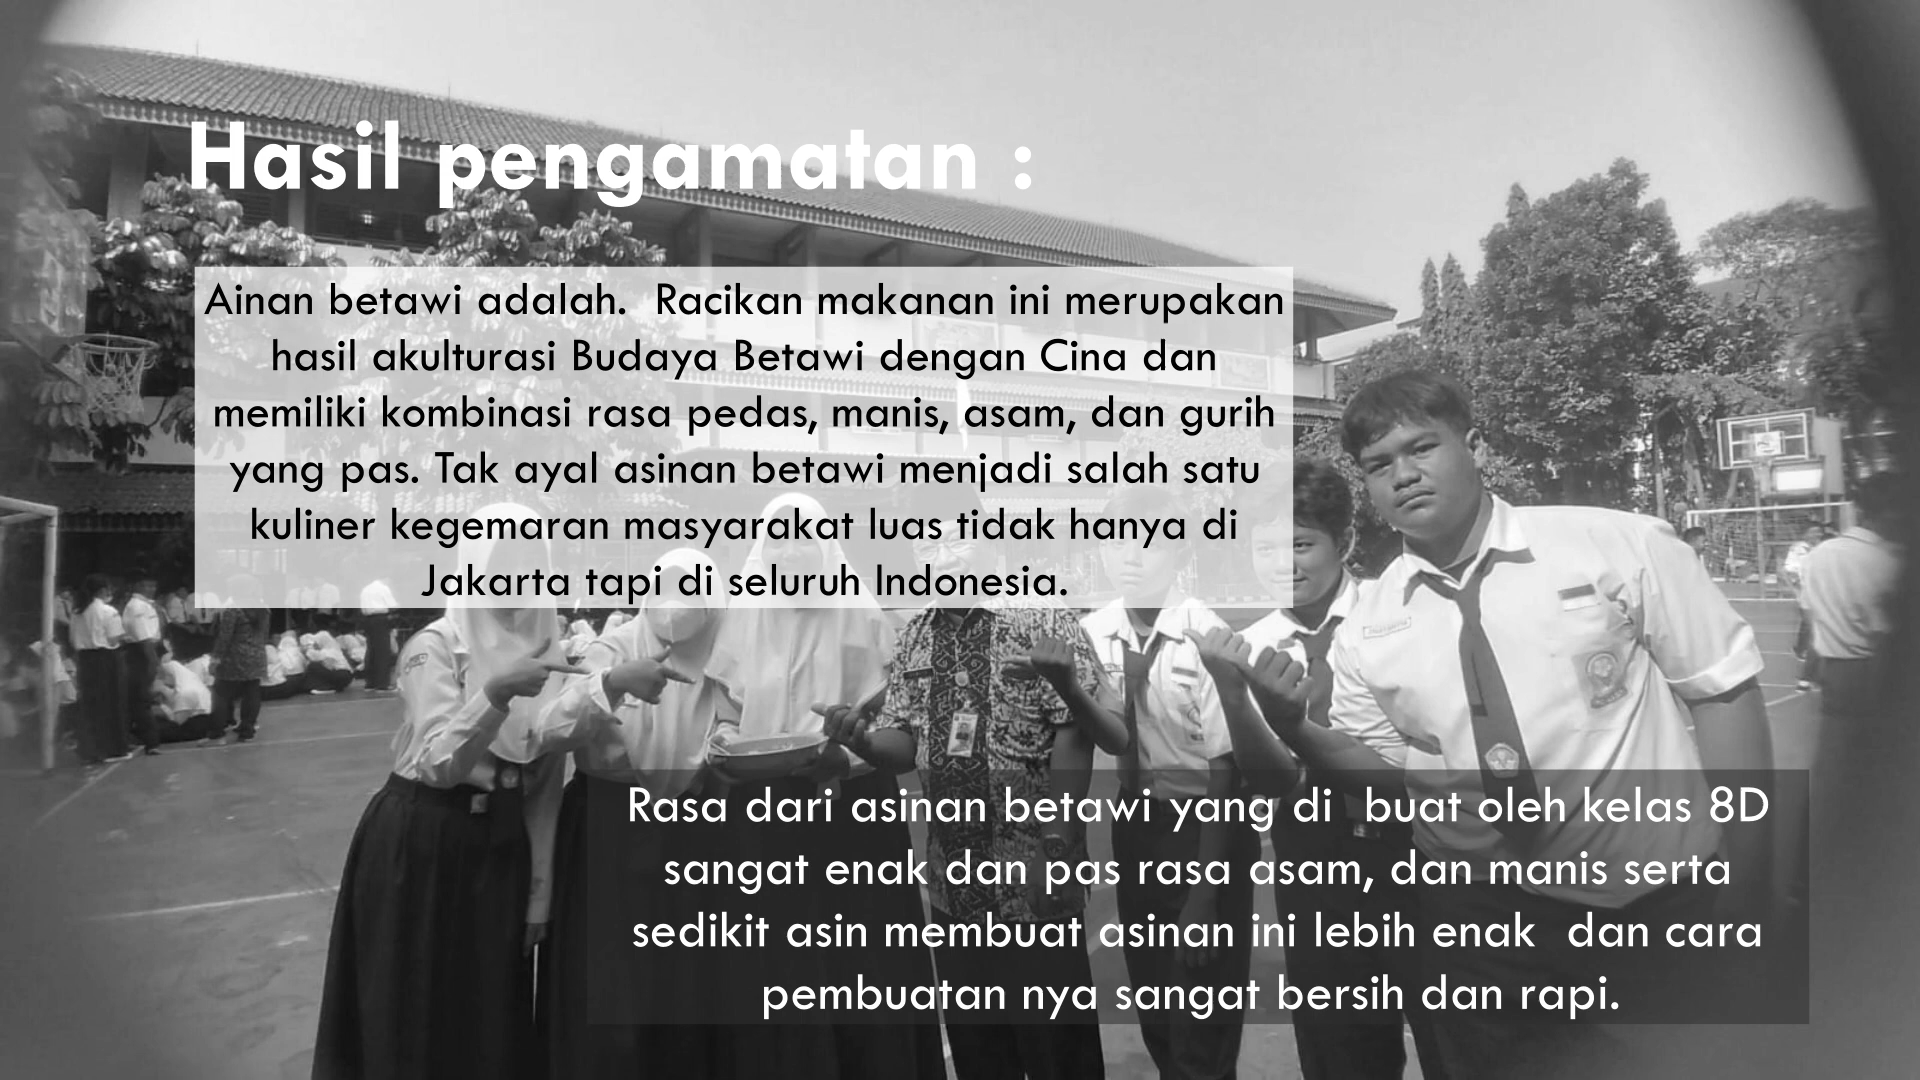 Hasil pengamatan :
Ainan betawi adalah.  Racikan makanan ini merupakan
hasil akulturasi Budaya Betawi dengan Cina dan
memiliki kombinasi rasa pedas, manis, asam, dan gurih
yang pas. Tak ayal asinan betawi menjadi salah satu
kuliner kegemaran masyarakat luas tidak hanya di
Jakarta tapi di seluruh Indonesia.
Rasa dari asinan betawi yang di  buat oleh kelas 8D
sangat enak dan pas rasa asam, dan manis serta
sedikit asin membuat asinan ini lebih enak  dan cara
pembuatan nya sangat bersih dan rapi.